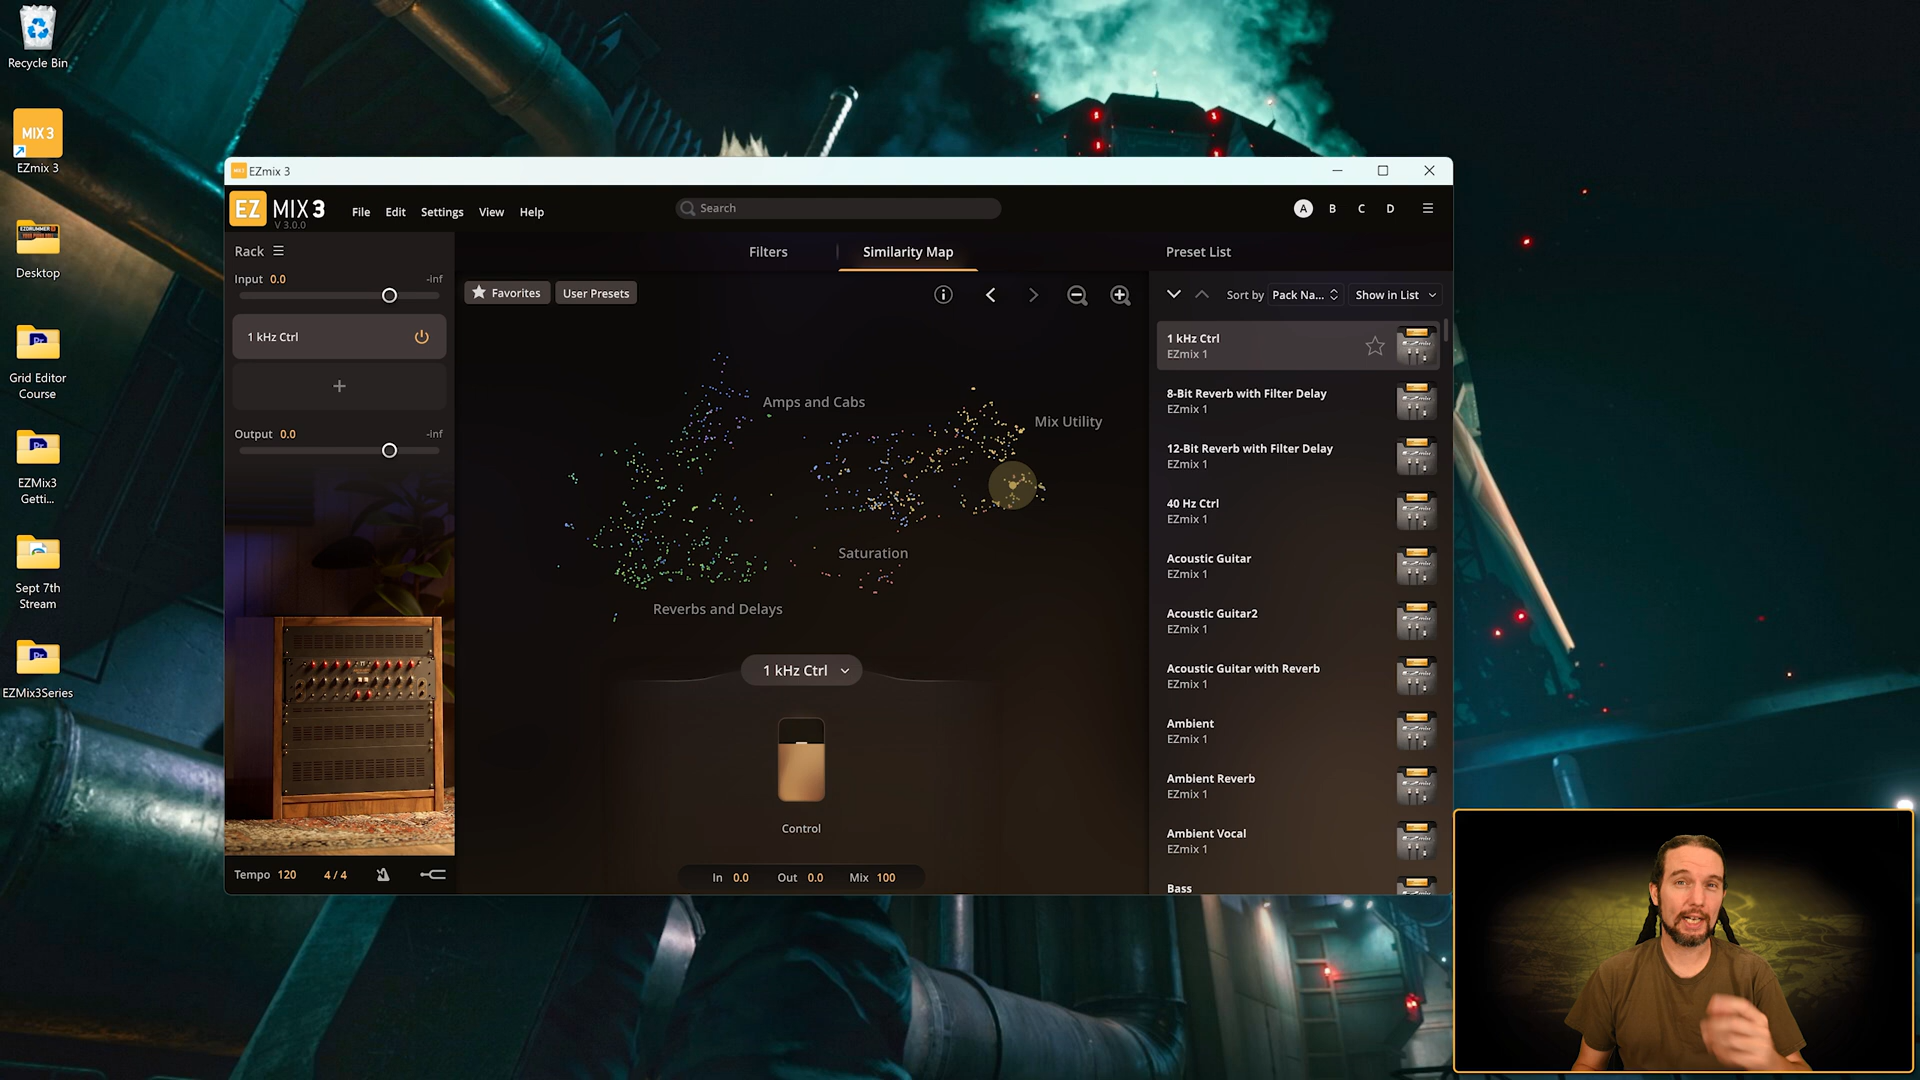 Recycle Bin
MIX 3
EZmix 3
Desktop
Grid Editor
Course
EZMix3
Getti...
Sept 7th
Stream
EZMix3Series
EZmix 3
EZ MIX 3
V 3.0.0
File Edit Settings View Help
Search
A B C D
Rack
Input 0.0 -inf
1 kHz Ctrl
+
Output 0.0 -inf
Tempo 120 4 / 4
Filters Similarity Map
Favorites User Presets
Amps and Cabs
Mix Utility
Saturation
Reverbs and Delays
1 kHz Ctrl
Control
In 0.0 Out 0.0 Mix 100
Preset List
Sort by Pack Na... Show in List
1 kHz Ctrl
EZmix 1
8-Bit Reverb with Filter Delay
EZmix 1
12-Bit Reverb with Filter Delay
EZmix 1
40 Hz Ctrl
EZmix 1
Acoustic Guitar
EZmix 1
Acoustic Guitar2
EZmix 1
Acoustic Guitar with Reverb
EZmix 1
Ambient
EZmix 1
Ambient Reverb
EZmix 1
Ambient Vocal
EZmix 1
Bass